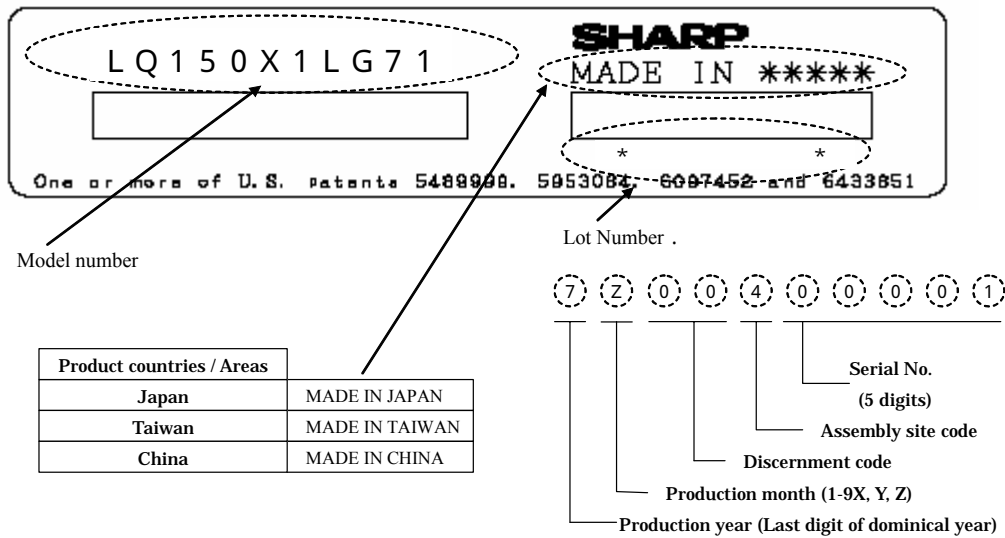 SHARP
LQ150X1LG71
MADE IN *****
* *
One or more of U.S. Patents 5489999. 5953084. 6097452 and 6433851
Lot Number .
Model number
7 Z 0 0 4 0 0 0 0 1
Product countries / Areas
Japan MADE IN JAPAN
Taiwan MADE IN TAIWAN
China MADE IN CHINA
Serial No.
(5 digits)
Assembly site code
Discernment code
Production month (1-9X, Y, Z)
Production year (Last digit of dominical year)